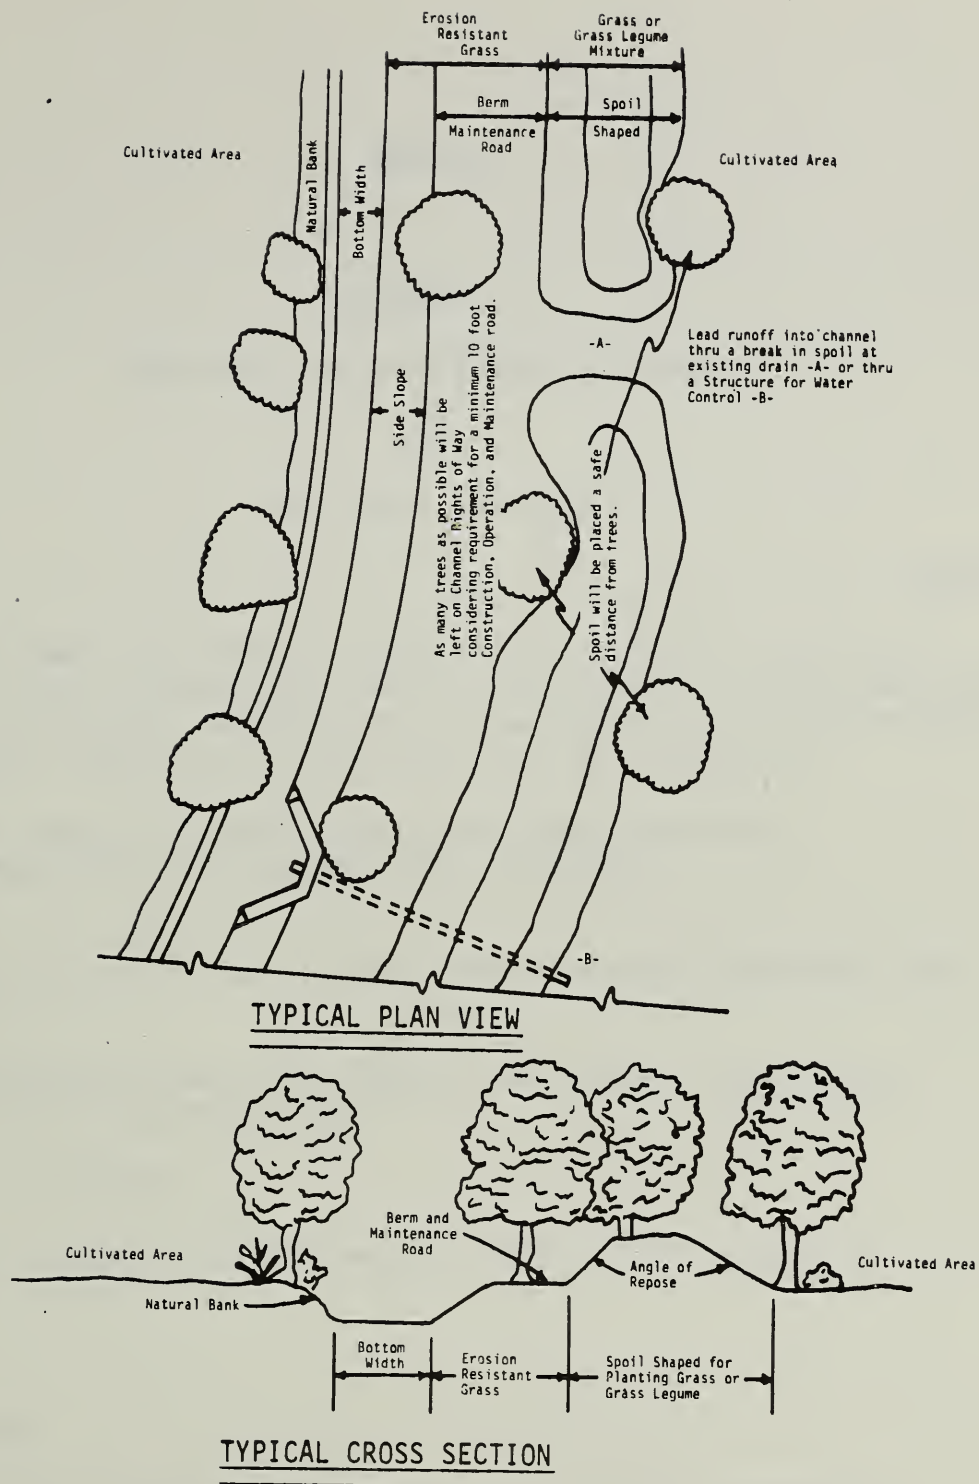 Erosion
Resistant
Grass
Grass or
Grass Legume
Mixture
Berm
Spoil
Maintenance
Road
Shaped
Cultivated Area
Natural Bank
Bottom Width
Cultivated Area
Side Slope
As many trees as possible will be
left on Channel Rights of Way
considering requirement for a minimum 10 foot
Construction, Operation, and Maintenance road.
-A-
Lead runoff into channel
thru a break in spoil at
existing drain -A- or thru
a Structure for Water
Control -B-
Spoil will be placed a safe
distance from trees.
-B-
TYPICAL PLAN VIEW
Berm and
Maintenance
Road
Cultivated Area
Angle of
Repose
Cultivated Area
Natural Bank
Bottom
Width
Erosion
Resistant
Grass
Spoil Shaped for
Planting Grass or
Grass Legume
TYPICAL CROSS SECTION